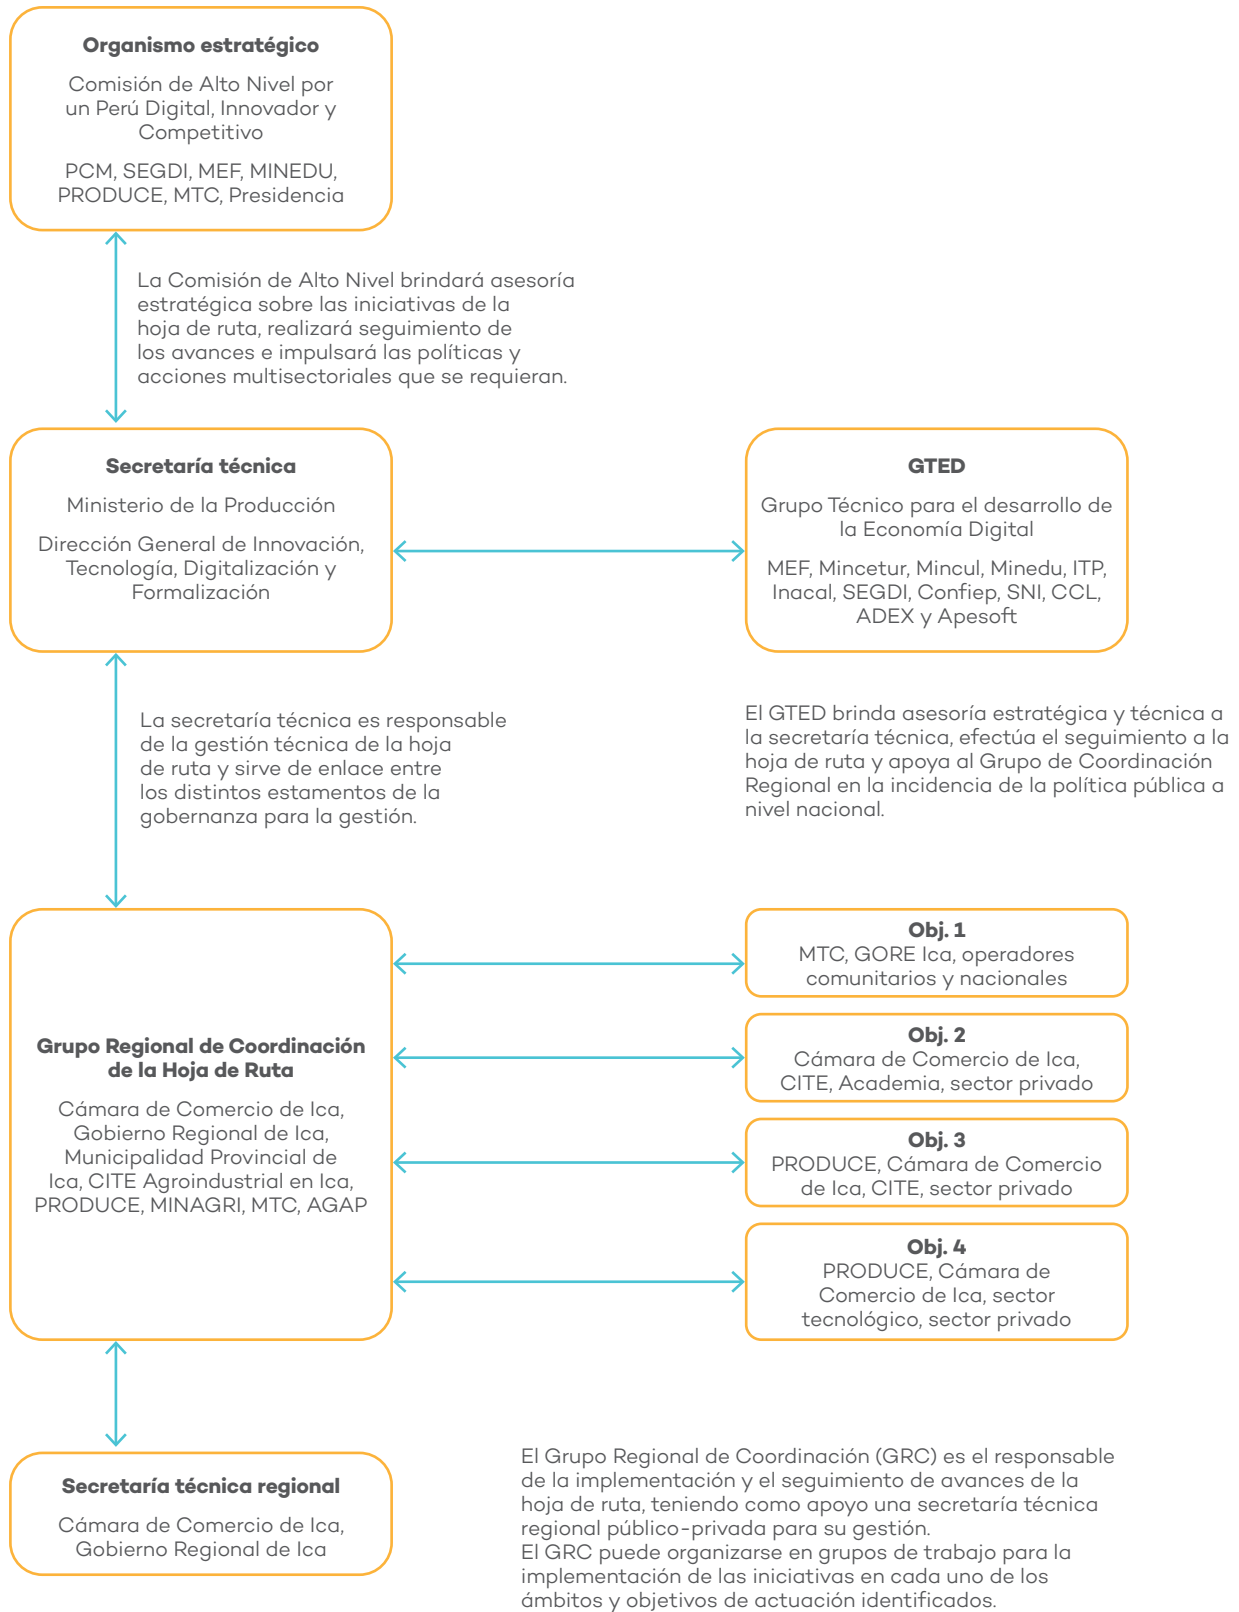 Organismo estratégico
Comisión de Alto Nivel por
un Perú Digital, Innovador y
Competitivo
PCM, SEGDI, MEF, MINEDU,
PRODUCE, MTC, Presidencia
La Comisión de Alto Nivel brindará asesoría
estratégica sobre las iniciativas de la
hoja de ruta, realizará seguimiento de
los avances e impulsará las políticas y
acciones multisectoriales que se requieran.
Secretaría técnica
Ministerio de la Producción
Dirección General de Innovación,
Tecnología, Digitalización y
Formalización
GTED
Grupo Técnico para el desarrollo de
la Economía Digital
MEF, Mincetur, Mincul, Minedu, ITP,
Inacal, SEGDI, Confiep, SNI, CCL,
ADEX y Apesoft
La secretaría técnica es responsable
de la gestión técnica de la hoja
de ruta y sirve de enlace entre
los distintos estamentos de la
gobernanza para la gestión.
El GTED brinda asesoría estratégica y técnica a
la secretaría técnica, efectúa el seguimiento a la
hoja de ruta y apoya al Grupo de Coordinación
Regional en la incidencia de la política pública a
nivel nacional.
Grupo Regional de Coordinación
de la Hoja de Ruta
Cámara de Comercio de Ica,
Gobierno Regional de Ica,
Municipalidad Provincial de
Ica, CITE Agroindustrial en Ica,
PRODUCE, MINAGRI, MTC, AGAP
Obj. 1
MTC, GORE Ica, operadores
comunitarios y nacionales
Obj. 2
Cámara de Comercio de Ica,
CITE, Academia, sector privado
Obj. 3
PRODUCE, Cámara de Comercio
de Ica, CITE, sector privado
Obj. 4
PRODUCE, Cámara de
Comercio de Ica, sector
tecnológico, sector privado
Secretaría técnica regional
Cámara de Comercio de Ica,
Gobierno Regional de Ica
El Grupo Regional de Coordinación (GRC) es el responsable
de la implementación y el seguimiento de avances de la
hoja de ruta, teniendo como apoyo una secretaría técnica
regional público-privada para su gestión.
El GRC puede organizarse en grupos de trabajo para la
implementación de las iniciativas en cada uno de los
ámbitos y objetivos de actuación identificados.